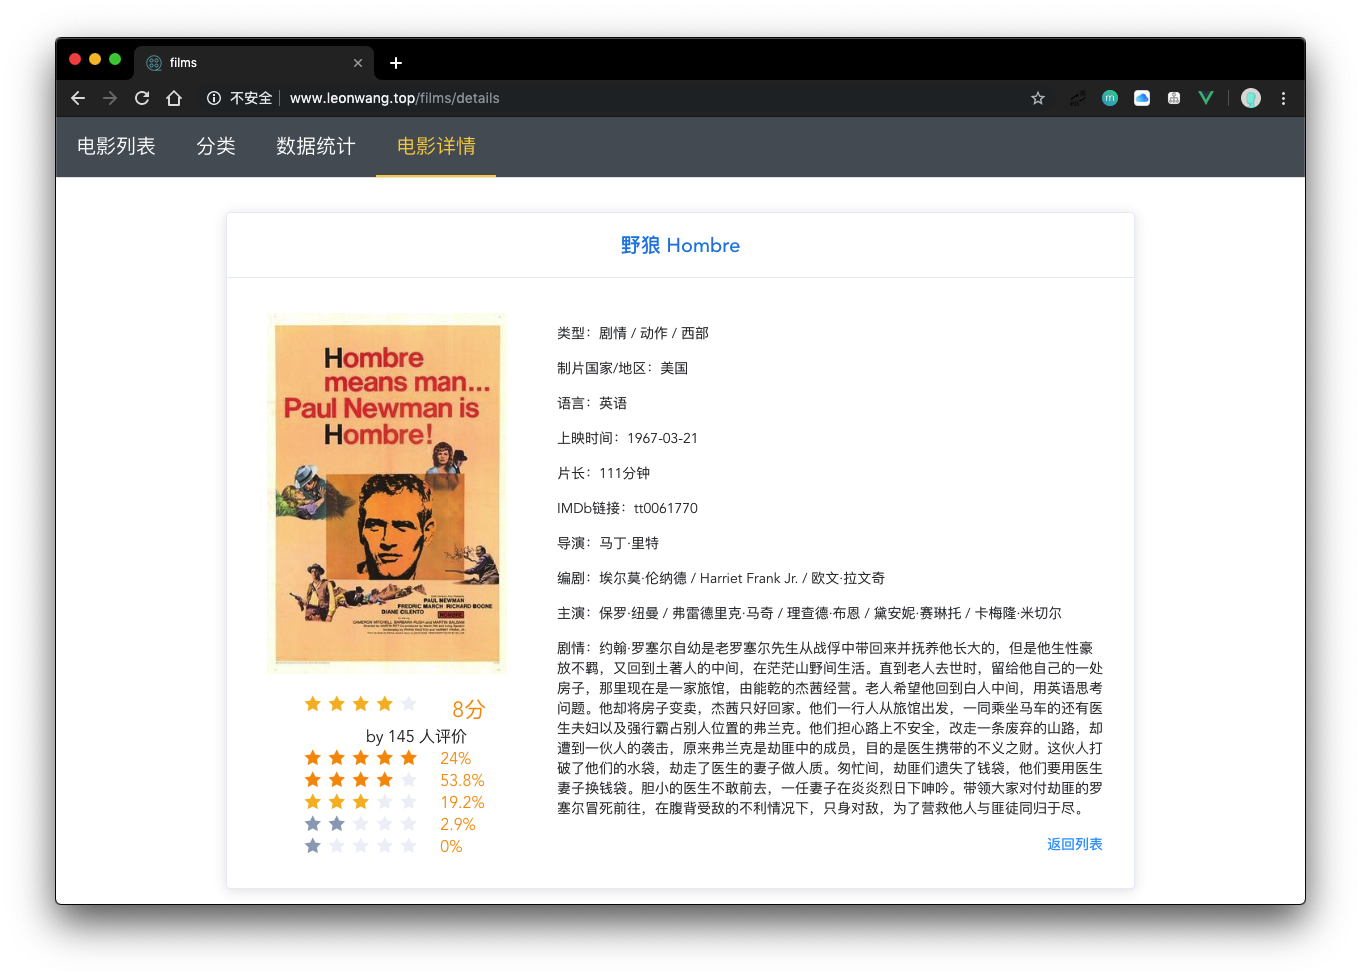 films
不安全 www.leonwang.top/films/details
电影列表 分类 数据统计 电影详情
野狼 Hombre
Hombre
means man...
Paul Newman is
Hombre!
PAUL NEWMAN
FREDRIC MARCH RICHARD BOONE
DIANE CILENTO
HOMBRE
CAMERON MITCHELL BARBARA RUSH and MARTIN BALSAM
8分
by 145 人评价
24%
53.8%
19.2%
2.9%
0%
类型：剧情 / 动作 / 西部
制片国家/地区：美国
语言：英语
上映时间：1967-03-21
片长：111分钟
IMDb链接：tt0061770
导演：马丁·里特
编剧：埃尔莫·伦纳德 / Harriet Frank Jr. / 欧文·拉文奇
主演：保罗·纽曼 / 弗雷德里克·马奇 / 理查德·布恩 / 黛安妮·赛琳托 / 卡梅隆·米切尔
剧情：约翰·罗塞尔自幼是老罗塞尔先生从战俘中带回来并抚养他长大的，但是他生性豪
放不羁，又回到土著人的中间，在茫茫山野间生活。直到老人去世时，留给他自己的一处
房子，那里现在是一家旅馆，由能乾的杰茜经营。老人希望他回到白人中间，用英语思考
问题。他却将房子变卖，杰茜只好回家。他们一行人从旅馆出发，一同乘坐马车的还有医
生夫妇以及强行霸占别人位置的弗兰克。他们担心路上不安全，改走一条废弃的山路，却
遭到一伙人的袭击，原来弗兰克是劫匪中的成员，目的是医生携带的不义之财。这伙人打
破了他们的水袋，劫走了医生的妻子做人质。匆忙间，劫匪们遗失了钱袋，他们要用医生
妻子换钱袋。胆小的医生不敢前去，一任妻子在炎炎烈日下呻吟。带领大家对付劫匪的罗
塞尔冒死前往，在腹背受敌的不利情况下，只身对敌，为了营救他人与匪徒同归于尽。
返回列表